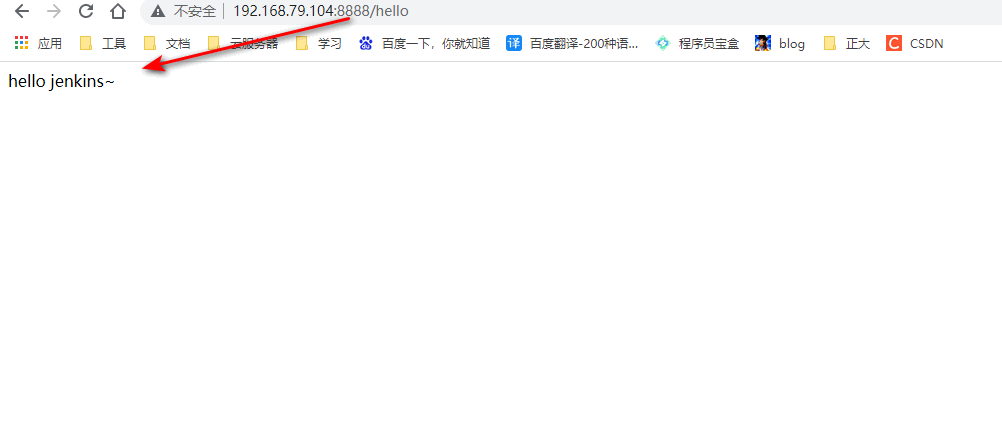 不安全 192.168.79.104:8888/hello
应用 工具 文档 云服务器 学习 百度一下，你就知道 译 百度翻译-200种语... 程序员宝盒 blog 正大 C CSDN
hello jenkins~